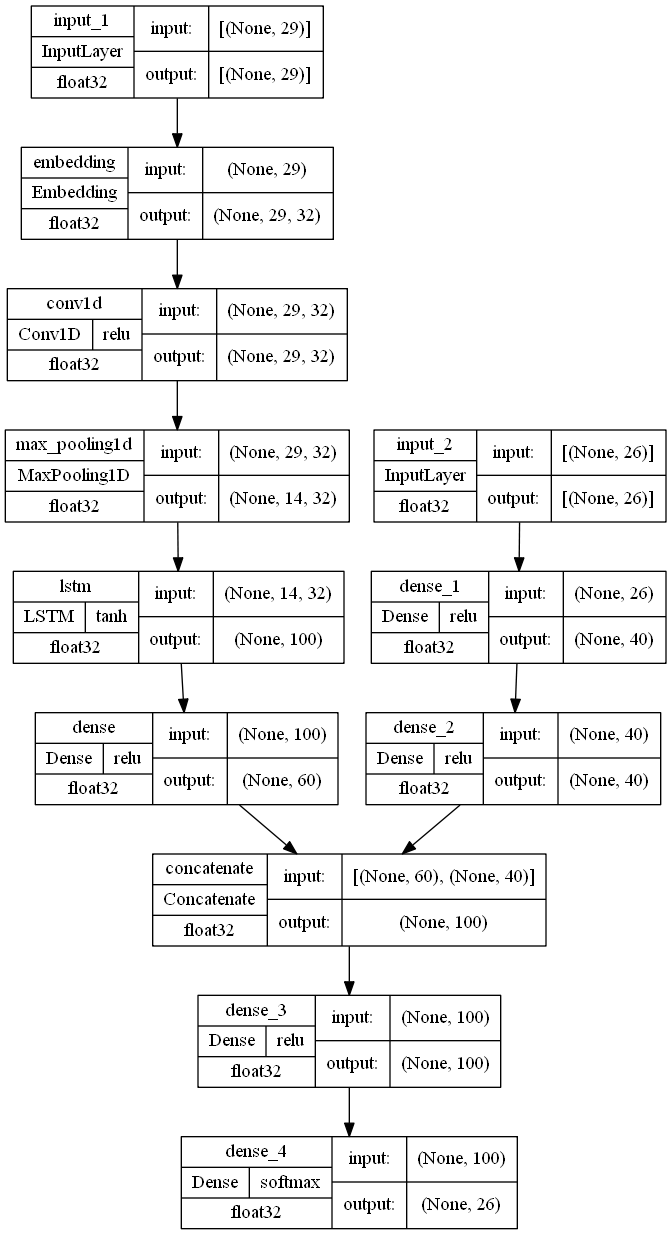 input_1
InputLayer
float32
input:
[(None, 29)]
output:
[(None, 29)]
embedding
Embedding
float32
input:
(None, 29)
output:
(None, 29, 32)
conv1d
Conv1D
relu
float32
input:
(None, 29, 32)
output:
(None, 29, 32)
max_pooling1d
MaxPooling1D
float32
input:
(None, 29, 32)
output:
(None, 14, 32)
input_2
InputLayer
float32
input:
[(None, 26)]
output:
[(None, 26)]
lstm
LSTM
tanh
float32
input:
(None, 14, 32)
output:
(None, 100)
dense_1
Dense
relu
float32
input:
(None, 26)
output:
(None, 40)
dense
Dense
relu
float32
input:
(None, 100)
output:
(None, 60)
dense_2
Dense
relu
float32
input:
(None, 40)
output:
(None, 40)
concatenate
Concatenate
float32
input:
[(None, 60), (None, 40)]
output:
(None, 100)
dense_3
Dense
relu
float32
input:
(None, 100)
output:
(None, 100)
dense_4
Dense
softmax
float32
input:
(None, 100)
output:
(None, 26)